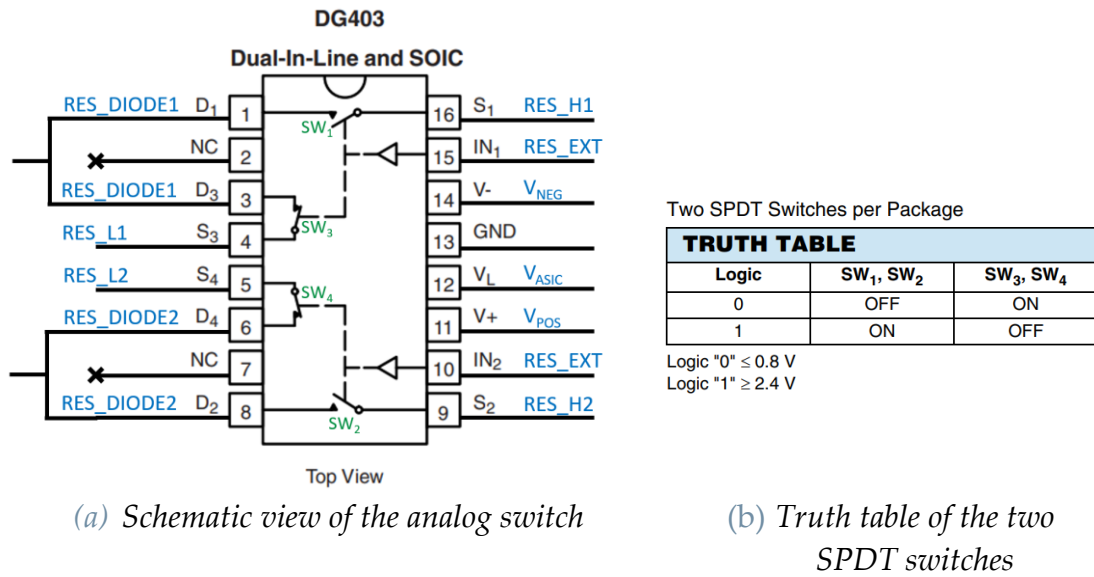 DG403
Dual-In-Line and SOIC
RES_DIODE1 D1 1 16 S1 RES_H1
SW1
NC 2 15 IN1 RES_EXT
RES_DIODE1 D3 3 14 V- VNEG
SW3
RES_L1 S3 4 13 GND
RES_L2 S4 5 12 VL VASIC
SW4
RES_DIODE2 D4 6 11 V+ VPOS
NC 7 10 IN2 RES_EXT
RES_DIODE2 D2 8 9 S2 RES_H2
SW2
Top View
(a) Schematic view of the analog switch
Two SPDT Switches per Package
TRUTH TABLE
Logic SW1, SW2 SW3, SW4
0 OFF ON
1 ON OFF
Logic "0" ≤ 0.8 V
Logic "1" ≥ 2.4 V
(b) Truth table of the two
SPDT switches